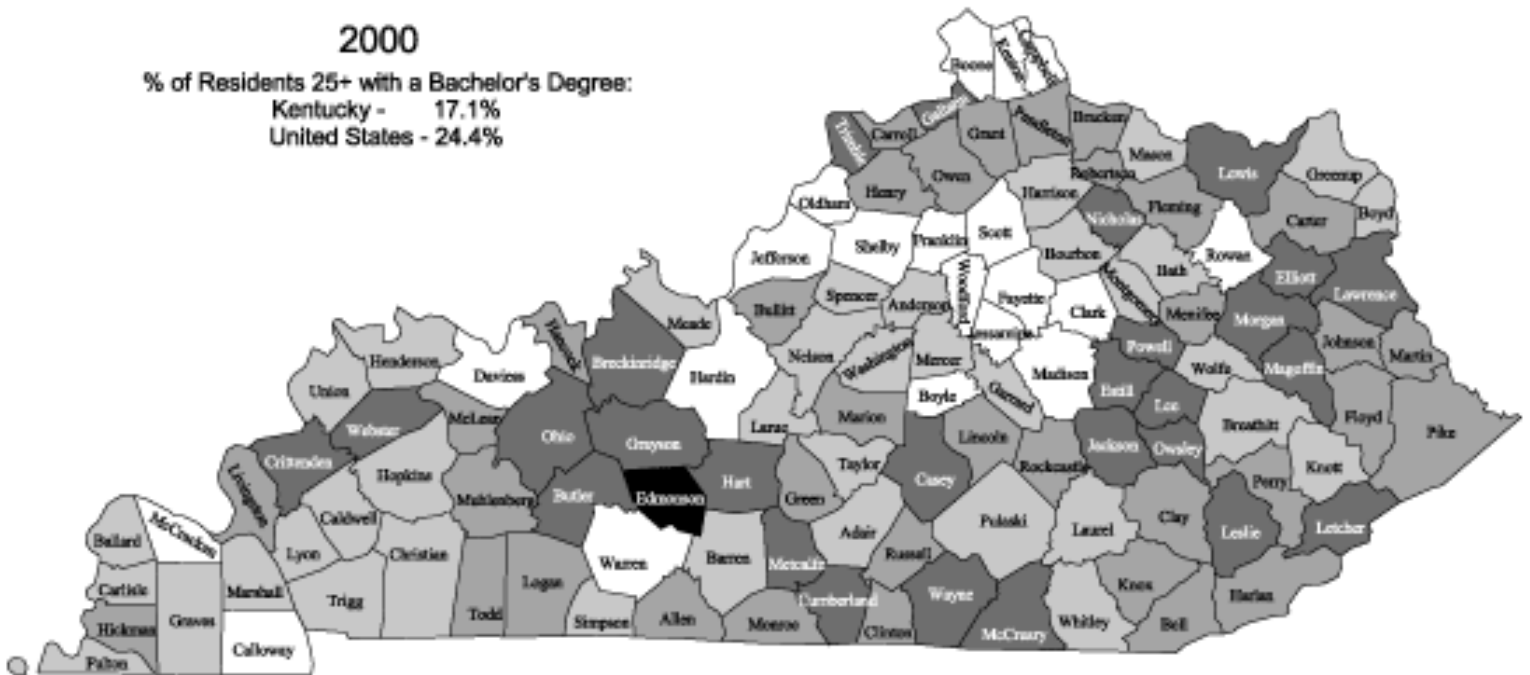 2000
% of Residents 25+ with a Bachelor's Degree:
Kentucky - 17.1%
United States - 24.4%
Boone
Kenton
Campbell
Gallatin
Trimble
Carroll
Grant
Pendleton
Bracken
Mason
Lewis
Greenup
Owen
Henry
Harrison
Robertson
Oldham
Nicholas
Fleming
Carter
Boyd
Jefferson
Shelby
Franklin
Scott
Bourbon
Bath
Rowan
Elliott
Lawrence
Woodford
Fayette
Clark
Montgomery
Menifee
Morgan
Spencer
Anderson
Bullitt
Meade
Hancock
Breckinridge
Nelson
Washington
Mercer
Jessamine
Powell
Johnson
Martin
Henderson
Daviess
Hardin
Madison
Wolfe
Magoffin
Union
Boyle
Garrard
Estill
Lee
Webster
McLean
Ohio
Grayson
Larue
Marion
Lincoln
Breathitt
Floyd
Pike
Crittenden
Livingston
Hopkins
Muhlenberg
Butler
Edmonson
Hart
Green
Taylor
Casey
Rockcastle
Jackson
Owsley
Perry
Knott
Caldwell
McCracken
Ballard
Lyon
Christian
Warren
Barren
Adair
Pulaski
Laurel
Clay
Leslie
Letcher
Metcalfe
Russell
Carlisle
Marshall
Trigg
Todd
Logan
Simpson
Allen
Monroe
Cumberland
Clinton
Wayne
McCreary
Whitley
Knox
Bell
Harlan
Hickman
Graves
Calloway
Fulton